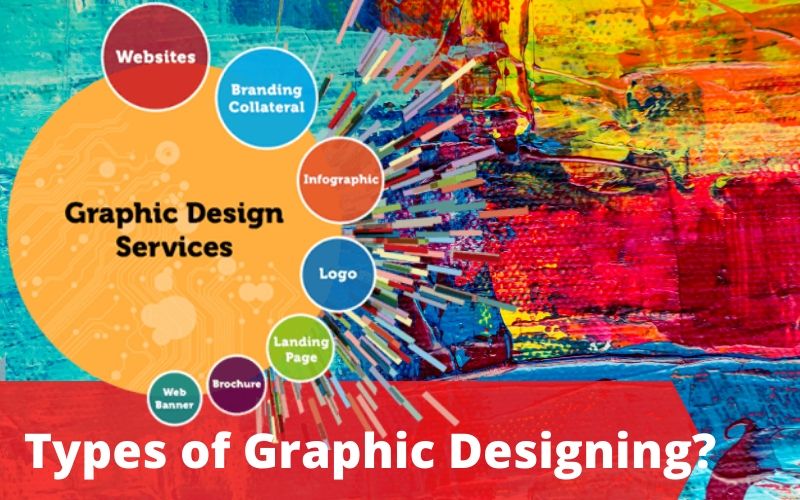 Websites
Branding
Collateral
Infographic
Graphic Design
Services
Logo
Landing
Page
Brochure
Web
Banner
Types of Graphic Designing?